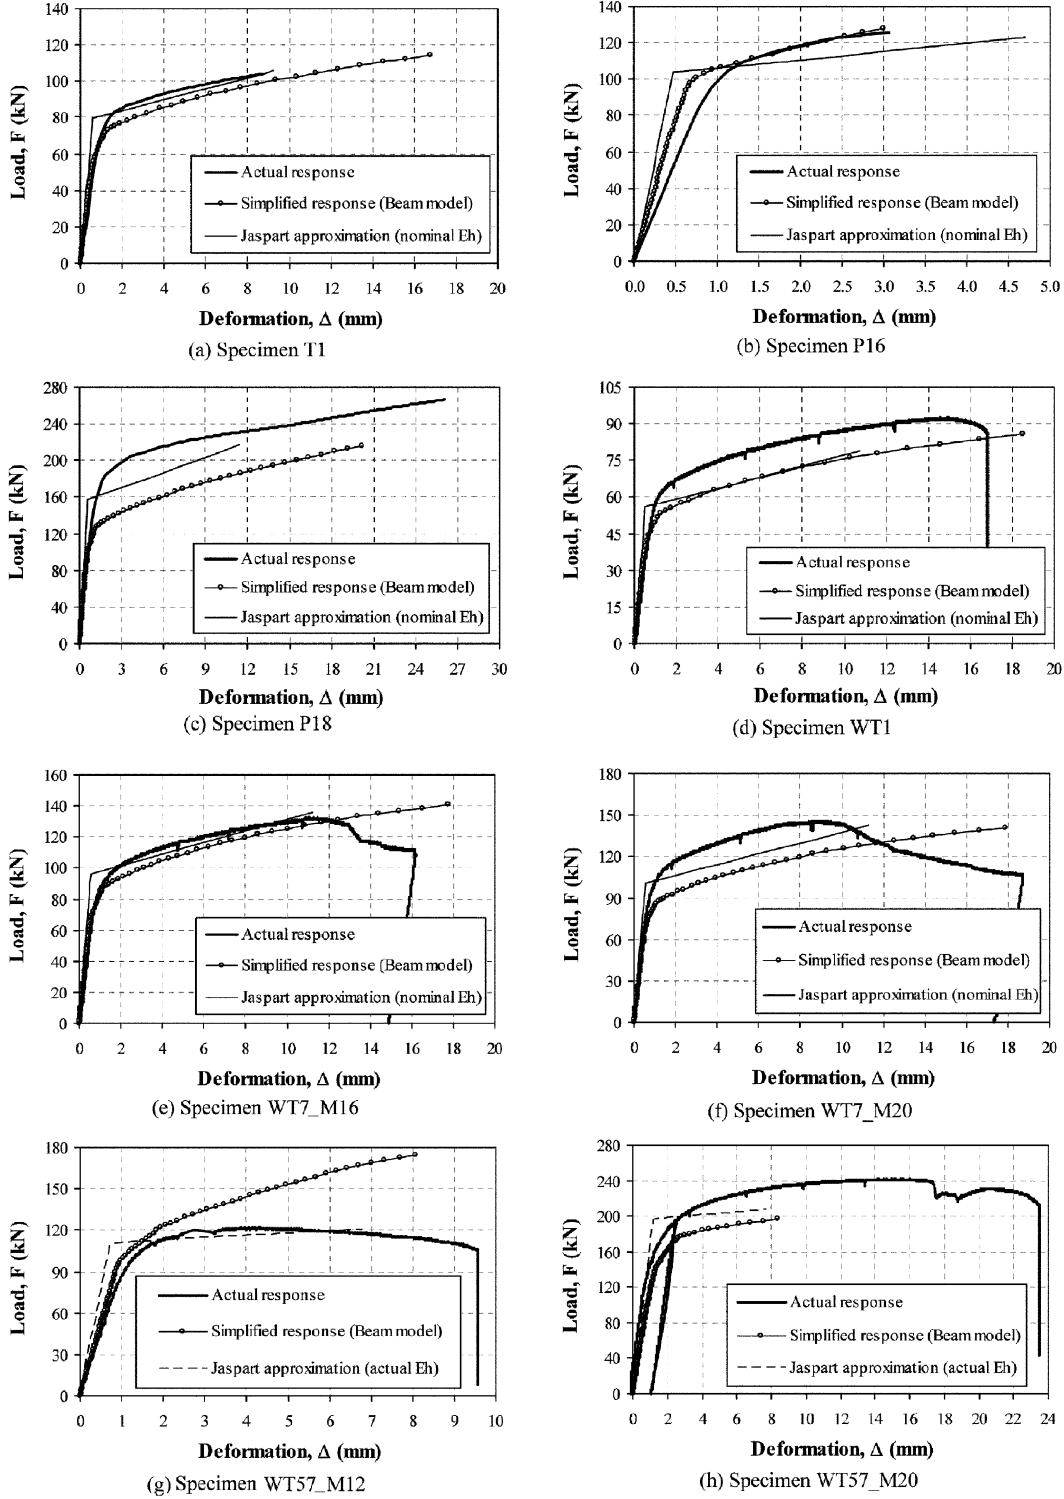 140
120
100
80
60
40
20
0
Load, F (kN)
Actual response
Simplified response (Beam model)
Jaspart approximation (nominal Eh)
0 2 4 6 8 10 12 14 16 18 20
Deformation, Δ (mm)
(a) Specimen T1
140
120
100
80
60
40
20
0
Load, F (kN)
Actual response
Simplified response (Beam model)
Jaspart approximation (nominal Eh)
0.0 0.5 1.0 1.5 2.0 2.5 3.0 3.5 4.0 4.5 5.0
Deformation, Δ (mm)
(b) Specimen P16
280
240
200
160
120
80
40
0
Load, F (kN)
Actual response
Simplified response (Beam model)
Jaspart approximation (nominal Eh)
0 3 6 9 12 15 18 21 24 27 30
Deformation, Δ (mm)
(c) Specimen P18
105
90
75
60
45
30
15
0
Load, F (kN)
Actual response
Simplified response (Beam model)
Jaspart approximation (nominal Eh)
0 2 4 6 8 10 12 14 16 18 20
Deformation, Δ (mm)
(d) Specimen WT1
160
140
120
100
80
60
40
20
0
Load, F (kN)
Actual response
Simplified response (Beam model)
Jaspart approximation (nominal Eh)
0 2 4 6 8 10 12 14 16 18 20
Deformation, Δ (mm)
(e) Specimen WT7_M16
180
150
120
90
60
30
0
Load, F (kN)
Actual response
Simplified response (Beam model)
Jaspart approximation (nominal Eh)
0 2 4 6 8 10 12 14 16 18 20
Deformation, Δ (mm)
(f) Specimen WT7_M20
180
150
120
90
60
30
0
Load, F (kN)
Actual response
Simplified response (Beam model)
Jaspart approximation (actual Eh)
0 1 2 3 4 5 6 7 8 9 10
Deformation, Δ (mm)
(g) Specimen WT57_M12
280
240
200
160
120
80
40
0
Load, F (kN)
Actual response
Simplified response (Beam model)
Jaspart approximation (actual Eh)
0 2 4 6 8 10 12 14 16 18 20 22 24
Deformation, Δ (mm)
(h) Specimen WT57_M20